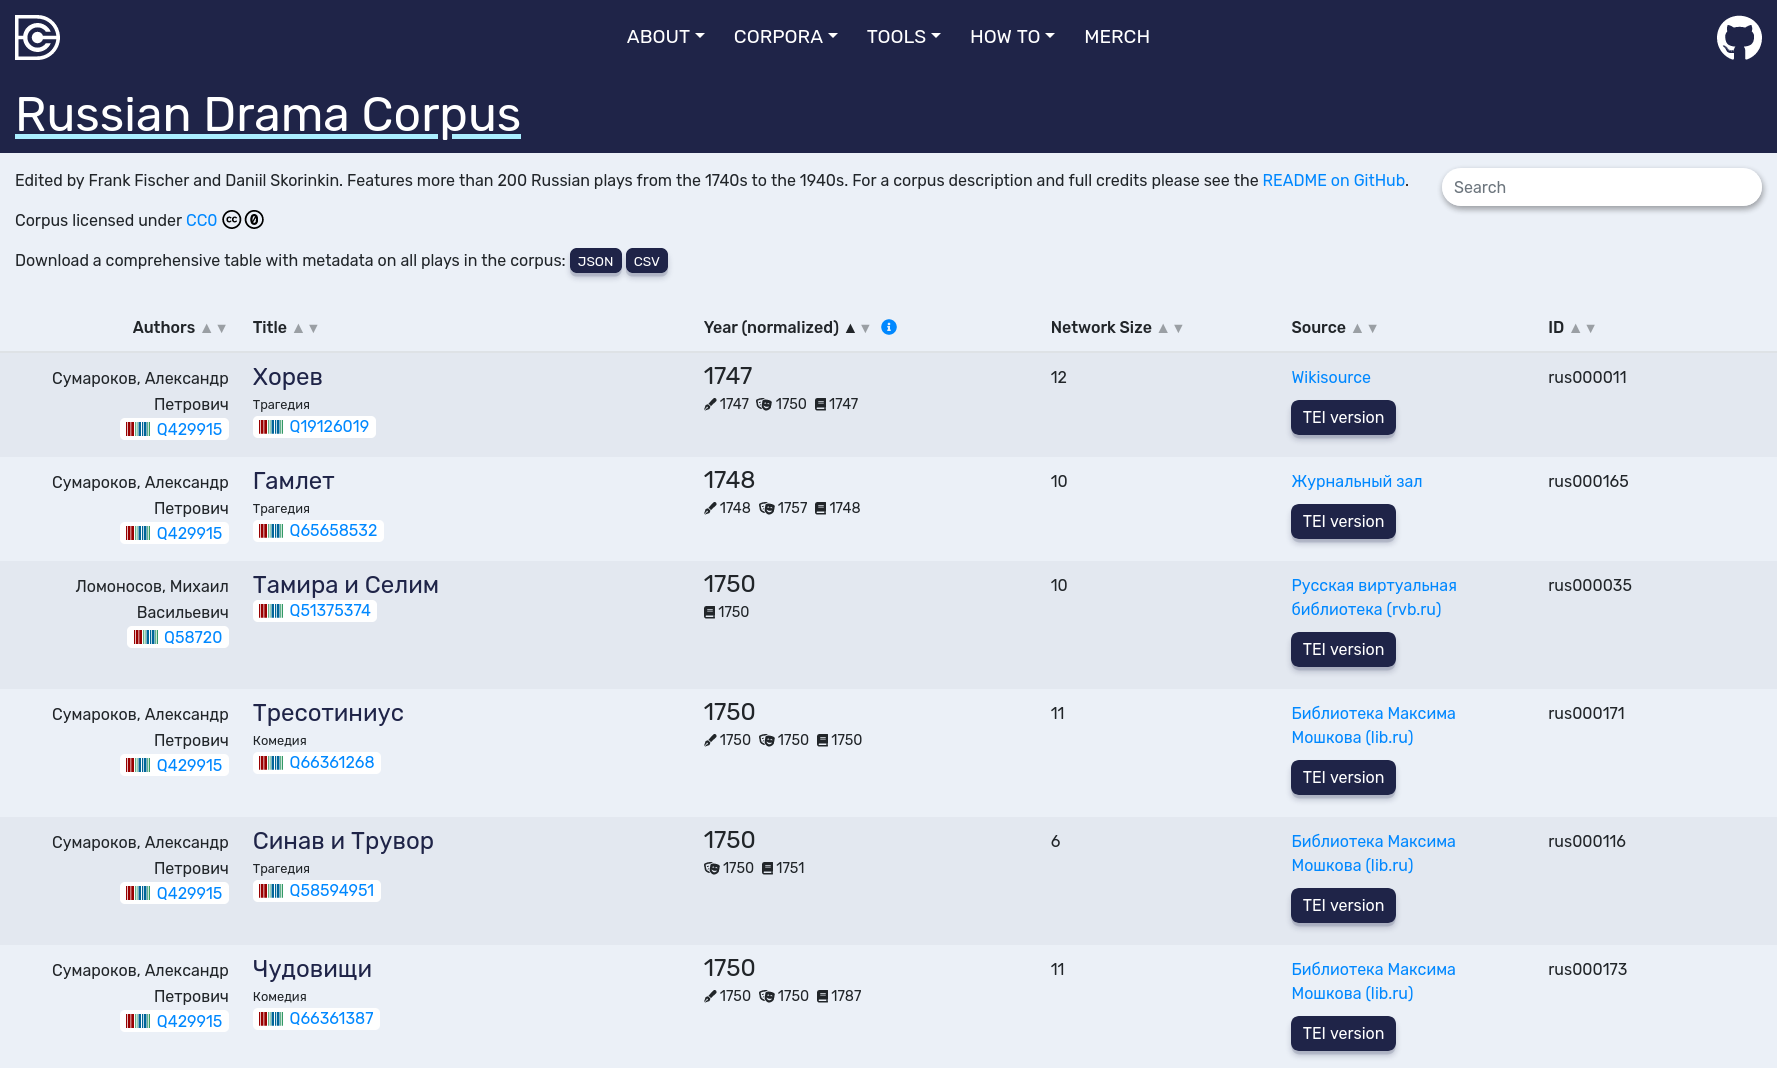 ABOUT CORPORA TOOLS HOW TO MERCH
Russian Drama Corpus
Edited by Frank Fischer and Daniil Skorinkin. Features more than 200 Russian plays from the 1740s to the 1940s. For a corpus description and full credits please see the README on GitHub.
Search
Corpus licensed under CC0
Download a comprehensive table with metadata on all plays in the corpus: JSON CSV
Authors ▲ ▼ Title ▲ ▼ Year (normalized) ▲ ▼ Network Size ▲ ▼ Source ▲ ▼ ID ▲ ▼
Сумароков, Александр
Петрович
Q429915
Хорев
Трагедия
Q19126019
1747
1747 1750 1747
12
Wikisource
TEI version
rus000011
Сумароков, Александр
Петрович
Q429915
Гамлет
Трагедия
Q65658532
1748
1748 1757 1748
10
Журнальный зал
TEI version
rus000165
Ломоносов, Михаил
Васильевич
Q58720
Тамира и Селим
Q51375374
1750
1750
10
Русская виртуальная
библиотека (rvb.ru)
TEI version
rus000035
Сумароков, Александр
Петрович
Q429915
Тресотиниус
Комедия
Q66361268
1750
1750 1750 1750
11
Библиотека Максима
Мошкова (lib.ru)
TEI version
rus000171
Сумароков, Александр
Петрович
Q429915
Синав и Трувор
Трагедия
Q58594951
1750
1750 1751
6
Библиотека Максима
Мошкова (lib.ru)
TEI version
rus000116
Сумароков, Александр
Петрович
Q429915
Чудовищи
Комедия
Q66361387
1750
1750 1750 1787
11
Библиотека Максима
Мошкова (lib.ru)
TEI version
rus000173